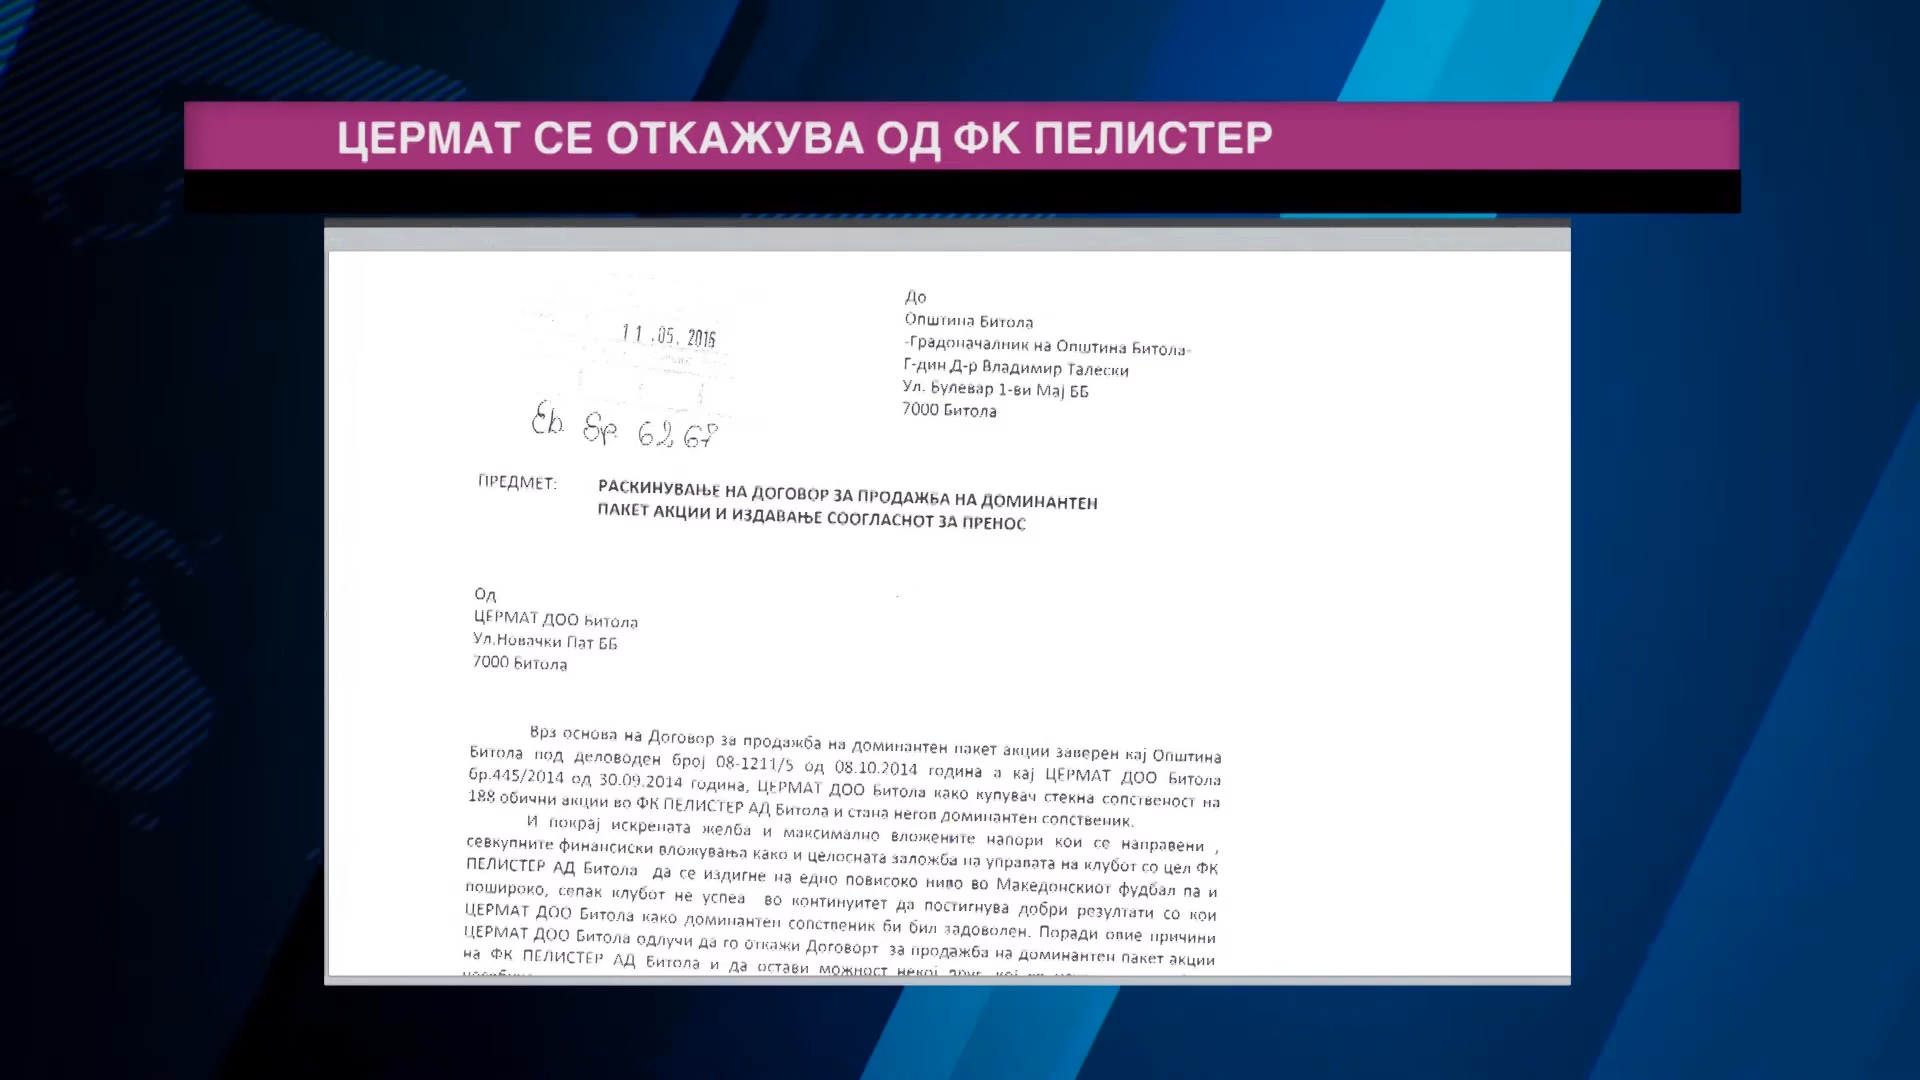 ЦЕРМАТ СЕ ОТКАЖУВА ОД ФК ПЕЛИСТЕР
До
Општина Битола
-Градоначалник на Општина Битола-
Г-дин Д-р Владимир Талески
Ул. Булевар 1-ви Мај ББ
7000 Битола
11.05.2016
6267
ПРЕДМЕТ: РАСКИНУВАЊЕ НА ДОГОВОР ЗА ПРОДАЖБА НА ДОМИНАНТЕН
ПАКЕТ АКЦИИ И ИЗДАВАЊЕ СООГЛАСНОТ ЗА ПРЕНОС
Од
ЦЕРМАТ ДОО Битола
Ул.Новачки Пат ББ
7000 Битола
Врз основа на Договор за продажба на доминантен пакет акции заверен кај Општина
Битола под деловоден број 08-1211/5 од 08.10.2014 година а кај ЦЕРМАТ ДОО Битола
бр.445/2014 од 30.09.2014 година, ЦЕРМАТ ДОО Битола како купувач стекна сопственост на
188 обични акции во ФК ПЕЛИСТЕР АД Битола и стана негов доминантен сопственик.
И покрај искрената желба и максимално вложените напори кои се направени ,
севкупните финансиски вложувања како и целосната заложба на управата на клубот со цел ФК
ПЕЛИСТЕР АД Битола да се издигне на едно повисоко ниво во Македонскиот фудбал па и
пошироко, сепак клубот не успеа во континуитет да постигнува добри резултати со кои
ЦЕРМАТ ДОО Битола како доминантен сопственик би бил задоволен. Поради овие причини
ЦЕРМАТ ДОО Битола одлучи да го откажи Договорт за продажба на доминантен пакет акции
на ФК ПЕЛИСТЕР АД Битола и да остави можност некој друг, кој